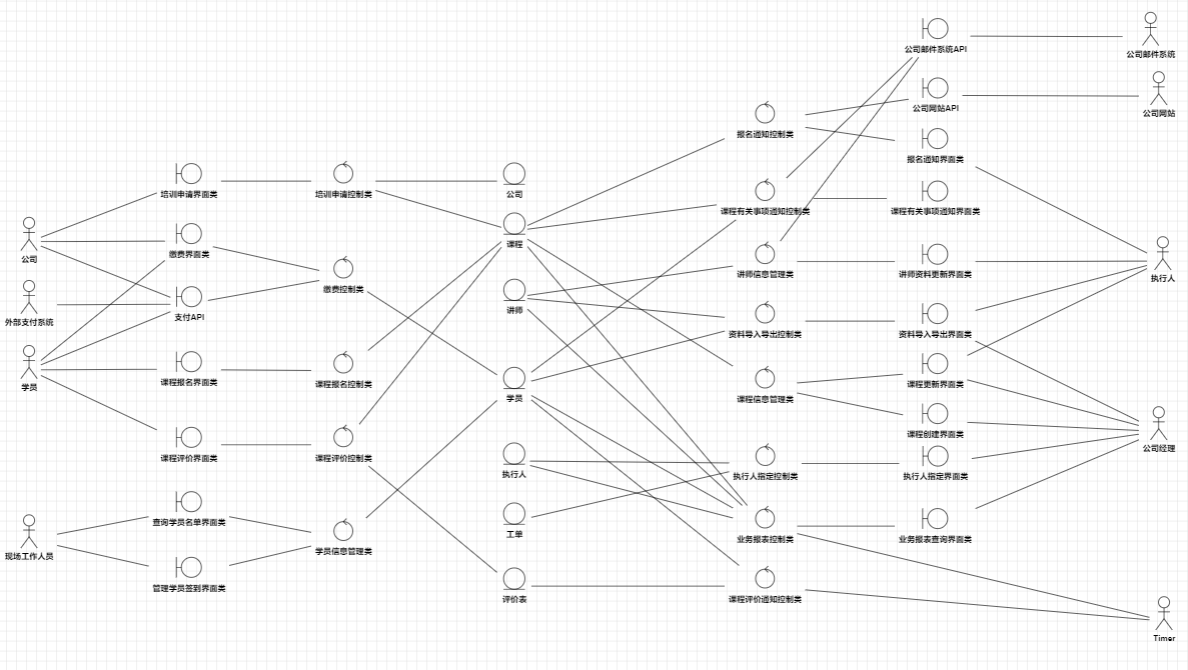 公司邮件系统API
公司邮件系统
公司网站API
公司网站
报名通知控制类
报名通知界面类
培训申请界面类
培训申请控制类
公司
课程有关事项通知控制类
课程有关事项通知界面类
公司
缴费界面类
课程
讲师信息管理类
讲师资料更新界面类
执行人
缴费控制类
外部支付系统
支付API
讲师
资料导入导出控制类
资料导入导出界面类
学员
课程报名界面类
课程报名控制类
学员
课程信息管理类
课程更新界面类
课程创建界面类
公司经理
课程评价界面类
课程评价控制类
执行人
执行人指定控制类
执行人指定界面类
查询学员名单界面类
工单
业务报表控制类
业务报表查询界面类
现场工作人员
学员信息管理类
管理学员签到界面类
评价表
课程评价通知控制类
Timer